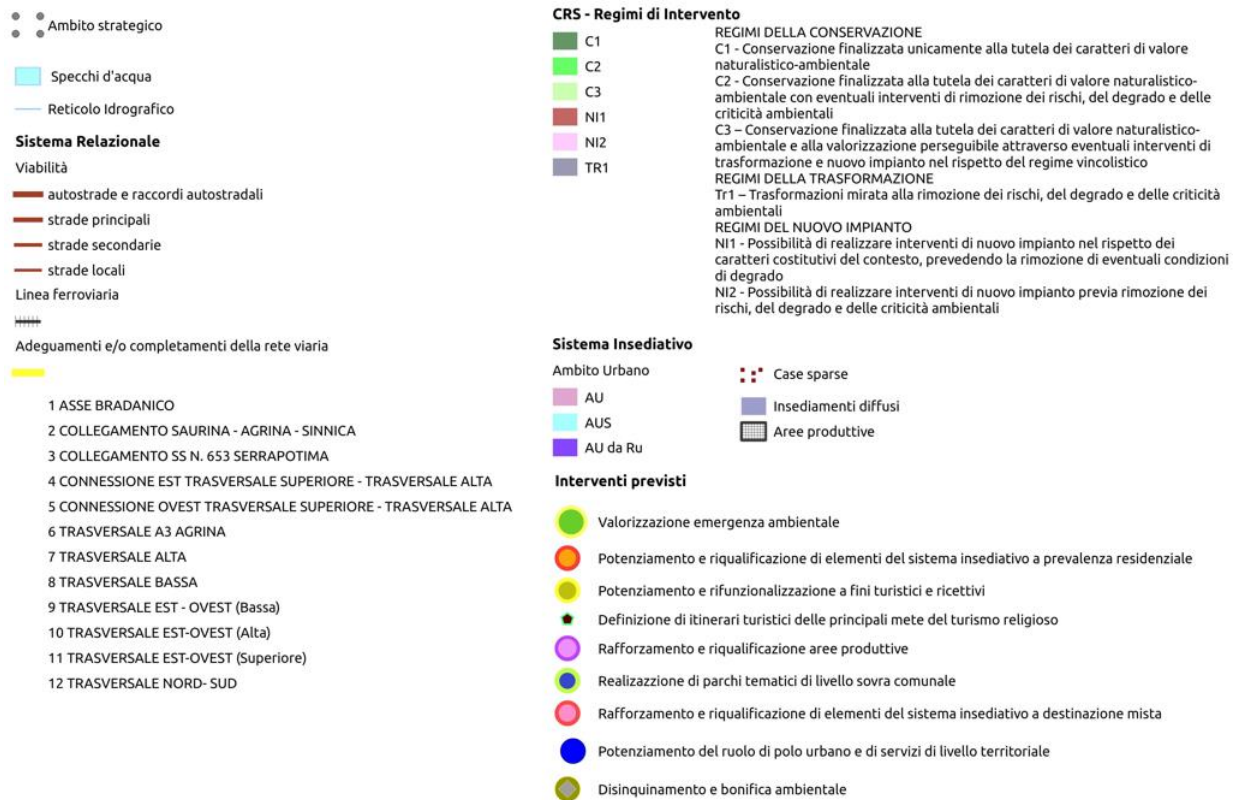 Ambito strategico
Specchi d'acqua
Reticolo Idrografico
Sistema Relazionale
Viabilità
autostrade e raccordi autostradali
strade principali
strade secondarie
strade locali
Linea ferroviaria
Adeguamenti e/o completamenti della rete viaria
1 ASSE BRADANICO
2 COLLEGAMENTO SAURINA - AGRINA - SINNICA
3 COLLEGAMENTO SS N. 653 SERRAPOTIMA
4 CONNESSIONE EST TRASVERSALE SUPERIORE - TRASVERSALE ALTA
5 CONNESSIONE OVEST TRASVERSALE SUPERIORE - TRASVERSALE ALTA
6 TRASVERSALE A3 AGRINA
7 TRASVERSALE ALTA
8 TRASVERSALE BASSA
9 TRASVERSALE EST - OVEST (Bassa)
10 TRASVERSALE EST-OVEST (Alta)
11 TRASVERSALE EST-OVEST (Superiore)
12 TRASVERSALE NORD- SUD
CRS - Regimi di Intervento
C1
C2
C3
NI1
NI2
TR1
REGIMI DELLA CONSERVAZIONE
C1 - Conservazione finalizzata unicamente alla tutela dei caratteri di valore
naturalistico-ambientale
C2 - Conservazione finalizzata alla tutela dei caratteri di valore naturalistico-
ambientale con eventuali interventi di rimozione dei rischi, del degrado e delle
criticità ambientali
C3 – Conservazione finalizzata alla tutela dei caratteri di valore naturalistico-
ambientale e alla valorizzazione perseguibile attraverso eventuali interventi di
trasformazione e nuovo impianto nel rispetto del regime vincolistico
REGIMI DELLA TRASFORMAZIONE
Tr1 – Trasformazioni mirata alla rimozione dei rischi, del degrado e delle criticità
ambientali
REGIMI DEL NUOVO IMPIANTO
NI1 - Possibilità di realizzare interventi di nuovo impianto nel rispetto dei
caratteri costitutivi del contesto, prevedendo la rimozione di eventuali condizioni
di degrado
NI2 - Possibilità di realizzare interventi di nuovo impianto previa rimozione dei
rischi, del degrado e delle criticità ambientali
Sistema Insediativo
Ambito Urbano
AU
AUS
AU da Ru
Case sparse
Insediamenti diffusi
Aree produttive
Interventi previsti
Valorizzazione emergenza ambientale
Potenziamento e riqualificazione di elementi del sistema insediativo a prevalenza residenziale
Potenziamento e rifunzionalizzazione a fini turistici e ricettivi
Definizione di itinerari turistici delle principali mete del turismo religioso
Rafforzamento e riqualificazione aree produttive
Realizazzione di parchi tematici di livello sovra comunale
Rafforzamento e riqualificazione di elementi del sistema insediativo a destinazione mista
Potenziamento del ruolo di polo urbano e di servizi di livello territoriale
Disinquinamento e bonifica ambientale